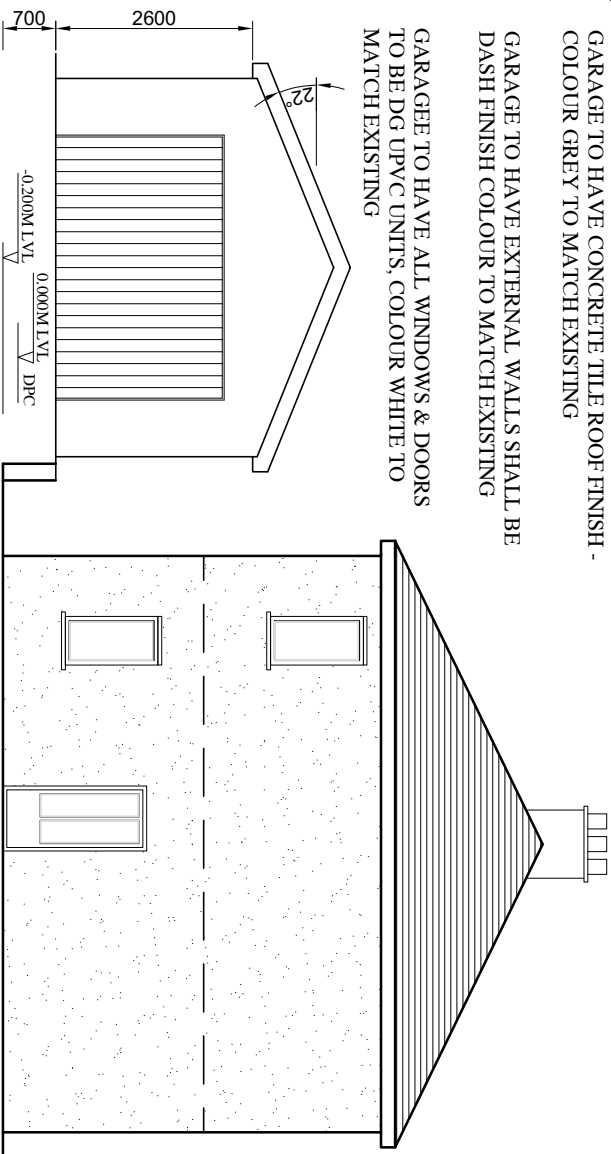 GARAGE TO HAVE CONCRETE TILE ROOF FINISH -
COLOUR GREY TO MATCH EXISTING
GARAGE TO HAVE EXTERNAL WALLS SHALL BE
DASH FINISH COLOUR TO MATCH EXISTING
GARAGEE TO HAVE ALL WINDOWS & DOORS
TO BE DG UPVC UNITS, COLOUR WHITE TO
MATCH EXISTING
22°
2600
700
0.000M LVL
DPC
-0.200M LVL